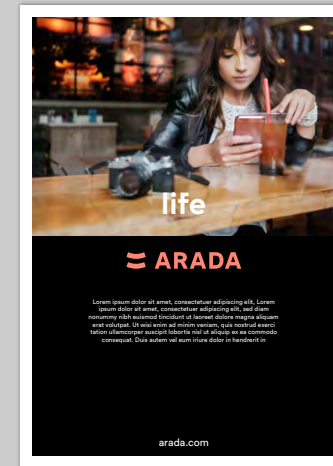 life
ARADA
Lorem ipsum dolor sit amet, consectetuer adipiscing elit, Lorem
ipsum dolor sit amet, consectetuer adipiscing elit, sed diam
nonummy nibh euismod tincidunt ut laoreet dolore magna aliquam
erat volutpat. Ut wisi enim ad minim veniam, quis nostrud exerci
tation ullamcorper suscipit lobortis nisl ut aliquip ex ea commodo
consequat. Duis autem vel eum iriure dolor in hendrerit in
arada.com